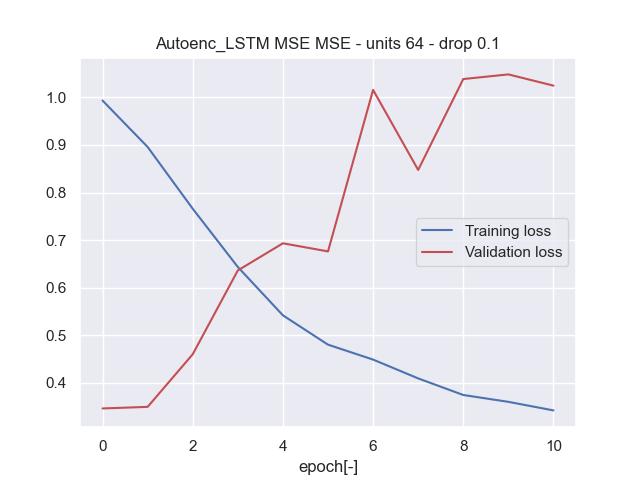 Autoenc_LSTM MSE MSE - units 64 - drop 0.1
1.0
0.9
0.8
0.7
0.6
0.5
0.4
Training loss
Validation loss
0 2 4 6 8 10
epoch[-]